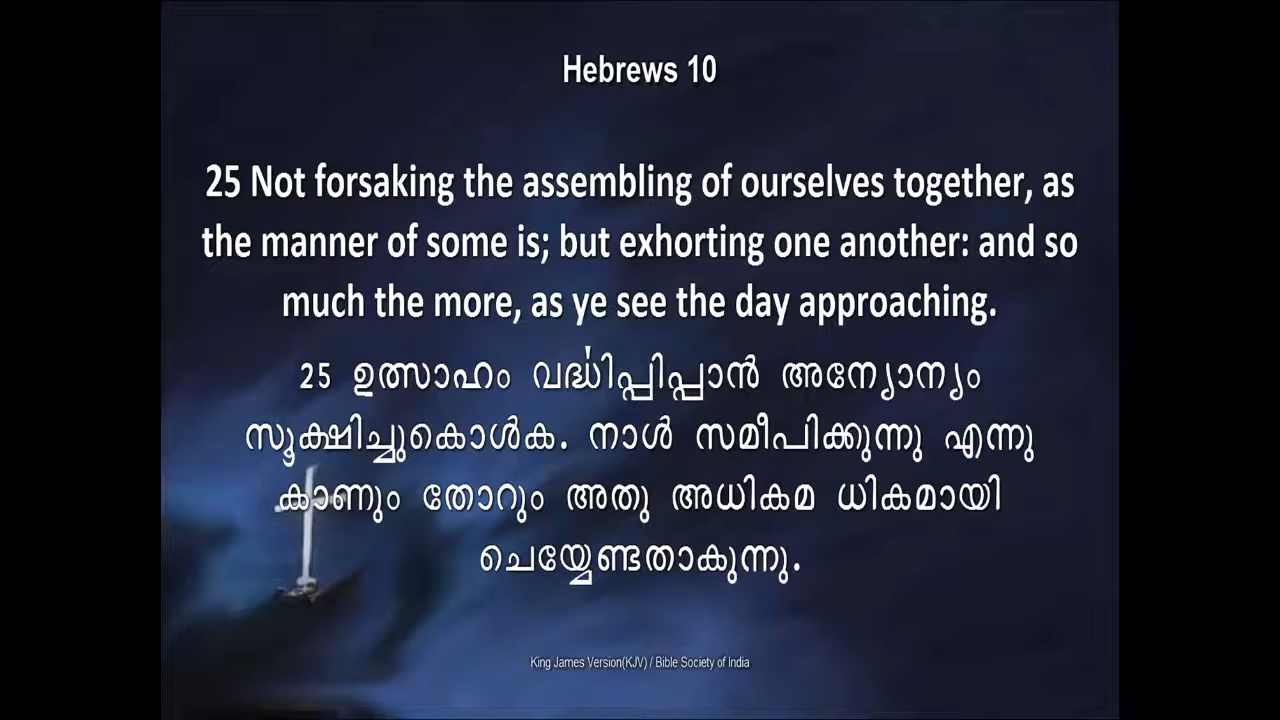 Hebrews 10
25 Not forsaking the assembling of ourselves together, as
the manner of some is; but exhorting one another: and so
much the more, as ye see the day approaching.
25 ഉത്സാഹം വർദ്ധിപ്പിപ്പാൻ അന്യോന്യം
സൂക്ഷിച്ചുകൊൾക. നാൾ സമീപിക്കുന്നു എന്നു
കാണും തോറും അതു അധികമ ധികമായി
ചെയ്യേണ്ടതാകുന്നു.
King James Version(KJV) / Bible Society of India